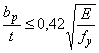 b_p/t ≤ 0,42√(E/f_y)